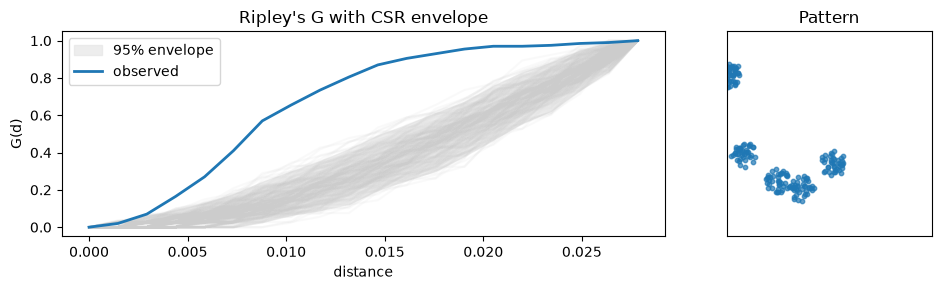 Ripley's G with CSR envelope
Pattern
95% envelope
observed
G(d)
1.0
0.8
0.6
0.4
0.2
0.0
0.000
0.005
0.010
0.015
0.020
0.025
distance